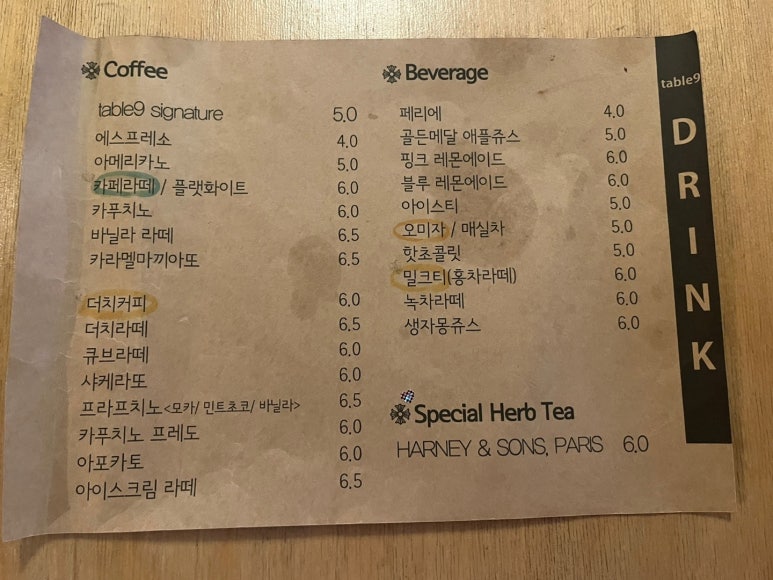 Coffee
table9 signature 5.0
에스프레소 4.0
아메리카노 5.0
카페라떼 / 플랫화이트 6.0
카푸치노 6.0
바닐라 라떼 6.5
카라멜마끼아또 6.5
더치커피 6.0
더치라떼 6.5
큐브라떼 6.0
샤케라또 6.0
프라프치노<모카/ 민트초코/ 바닐라> 6.5
카푸치노 프레도 6.0
아포카토 6.0
아이스크림 라떼 6.5
Beverage
페리에 4.0
골든메달 애플쥬스 5.0
핑크 레몬에이드 6.0
블루 레몬에이드 6.0
아이스티 5.0
오미자 / 매실차 5.0
핫초콜릿 5.0
밀크티(홍차라떼) 6.0
녹차라떼 6.0
생자몽쥬스 6.0
Special Herb Tea
HARNEY & SONS, PARIS 6.0
table9
DRINK